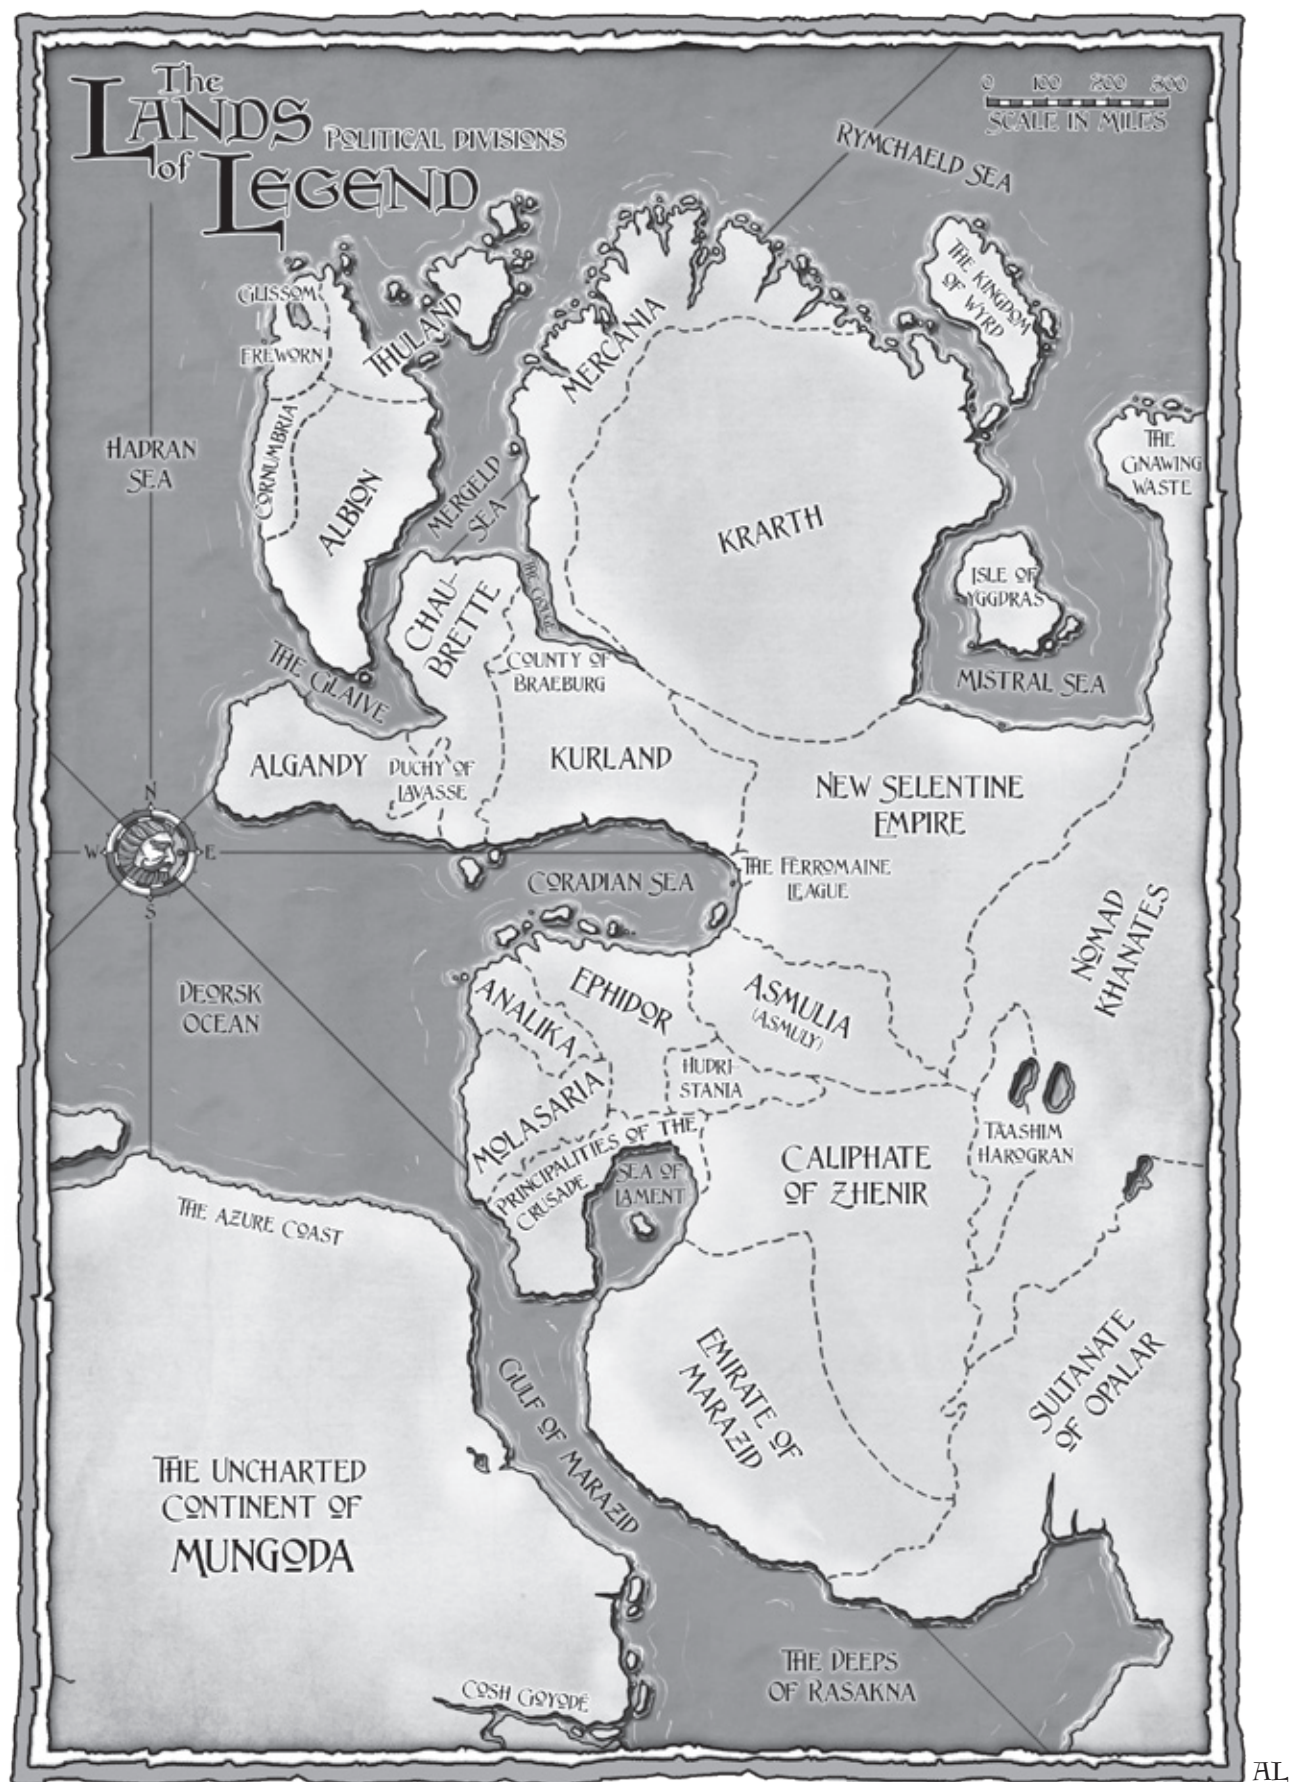 The
LANDS
of
LEGEND
POLITICAL DIVISIONS
0 100 200 300
SCALE IN MILES
RYMCHAELD SEA
THE KINGDOM
OF WYRD
GLISSOM
EREWORN
THULAND
MERCANIA
HADRAN
SEA
CORNUMBRIA
ALBION
MERGELD
SEA
KRARTH
THE
GNAWING
WASTE
ISLE OF
YGGDRAS
MISTRAL SEA
CHAU-
BRETTE
THE GOUGE
COUNTY OF
BRAEBURG
THE GLAIVE
ALGANDY
DUCHY OF
LAVASSE
KURLAND
NEW SELENTINE
EMPIRE
N
W
E
S
CORADIAN SEA
THE FERROMAINE
LEAGUE
NOMAD
KHANATES
DEORSK
OCEAN
ANALIKA
EPHIDOR
ASMULIA
(ASMULY)
HUDRI-
STANIA
MOLASARIA
PRINCIPALITIES OF THE
CRUSADE
SEA OF
LAMENT
CALIPHATE
OF ZHENIR
TAASHIM
HAROGRAN
THE AZURE COAST
GULF OF MARAZID
EMIRATE OF
MARAZID
SULTANATE
OF OPALAR
THE UNCHARTED
CONTINENT OF
MUNGODA
COSH GOYOPE
THE DEEPS
OF RASAKNA
AL